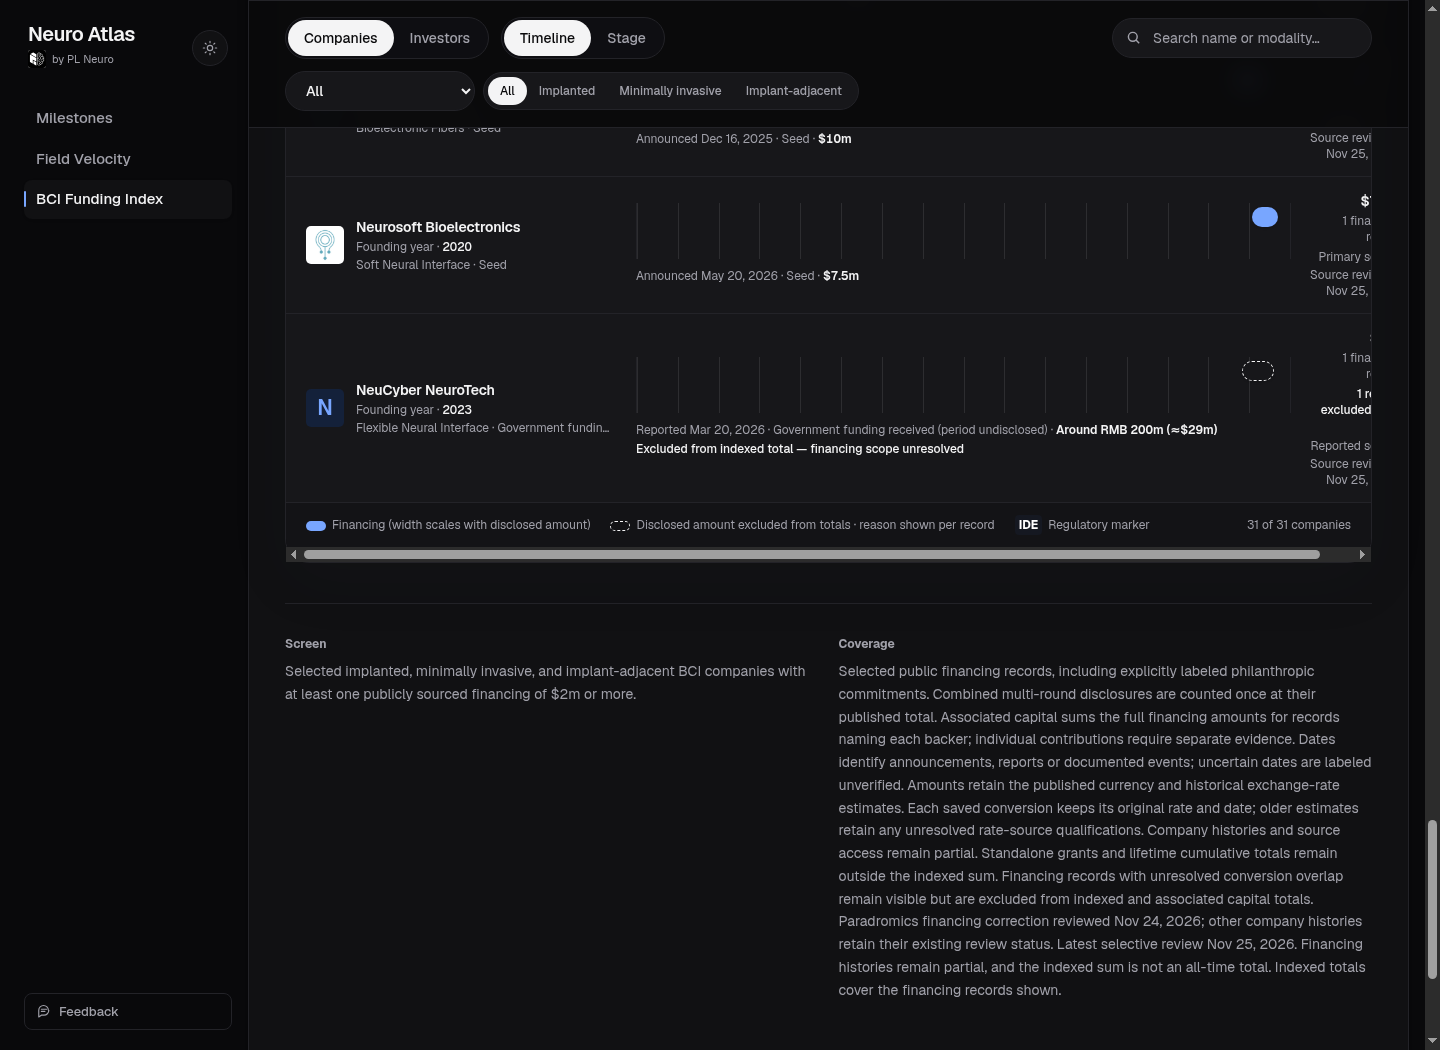 Neuro Atlas
by PL Neuro
Milestones
Field Velocity
BCI Funding Index
Feedback
Companies
Investors
Timeline
Stage
Search name or modality...
All
All
Implanted
Minimally invasive
Implant-adjacent
Bioelectronic Fibers · Seed
Announced Dec 16, 2025 · Seed · $10m
Source revi
Nov 25,
Neurosoft Bioelectronics
Founding year · 2020
Soft Neural Interface · Seed
Announced May 20, 2026 · Seed · $7.5m
1 fina
Primary s
Source revi
Nov 25,
N
NeuCyber NeuroTech
Founding year · 2023
Flexible Neural Interface · Government fundin...
Reported Mar 20, 2026 · Government funding received (period undisclosed) · Around RMB 200m (≈$29m)
Excluded from indexed total — financing scope unresolved
1 fina
1 r
excluded
Reported s
Source revi
Nov 25,
Financing (width scales with disclosed amount)
Disclosed amount excluded from totals · reason shown per record
IDE Regulatory marker
31 of 31 companies
Screen
Selected implanted, minimally invasive, and implant-adjacent BCI companies with
at least one publicly sourced financing of $2m or more.
Coverage
Selected public financing records, including explicitly labeled philanthropic
commitments. Combined multi-round disclosures are counted once at their
published total. Associated capital sums the full financing amounts for records
naming each backer; individual contributions require separate evidence. Dates
identify announcements, reports or documented events; uncertain dates are labeled
unverified. Amounts retain the published currency and historical exchange-rate
estimates. Each saved conversion keeps its original rate and date; older estimates
retain any unresolved rate-source qualifications. Company histories and source
access remain partial. Standalone grants and lifetime cumulative totals remain
outside the indexed sum. Financing records with unresolved conversion overlap
remain visible but are excluded from indexed and associated capital totals.
Paradromics financing correction reviewed Nov 24, 2026; other company histories
retain their existing review status. Latest selective review Nov 25, 2026. Financing
histories remain partial, and the indexed sum is not an all-time total. Indexed totals
cover the financing records shown.